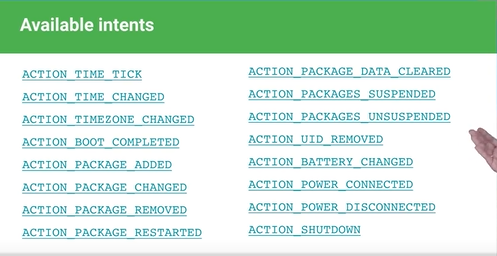 Available intents
ACTION_TIME_TICK
ACTION_TIME_CHANGED
ACTION_TIMEZONE_CHANGED
ACTION_BOOT_COMPLETED
ACTION_PACKAGE_ADDED
ACTION_PACKAGE_CHANGED
ACTION_PACKAGE_REMOVED
ACTION_PACKAGE_RESTARTED
ACTION_PACKAGE_DATA_CLEARED
ACTION_PACKAGES_SUSPENDED
ACTION_PACKAGES_UNSUSPENDED
ACTION_UID_REMOVED
ACTION_BATTERY_CHANGED
ACTION_POWER_CONNECTED
ACTION_POWER_DISCONNECTED
ACTION_SHUTDOWN